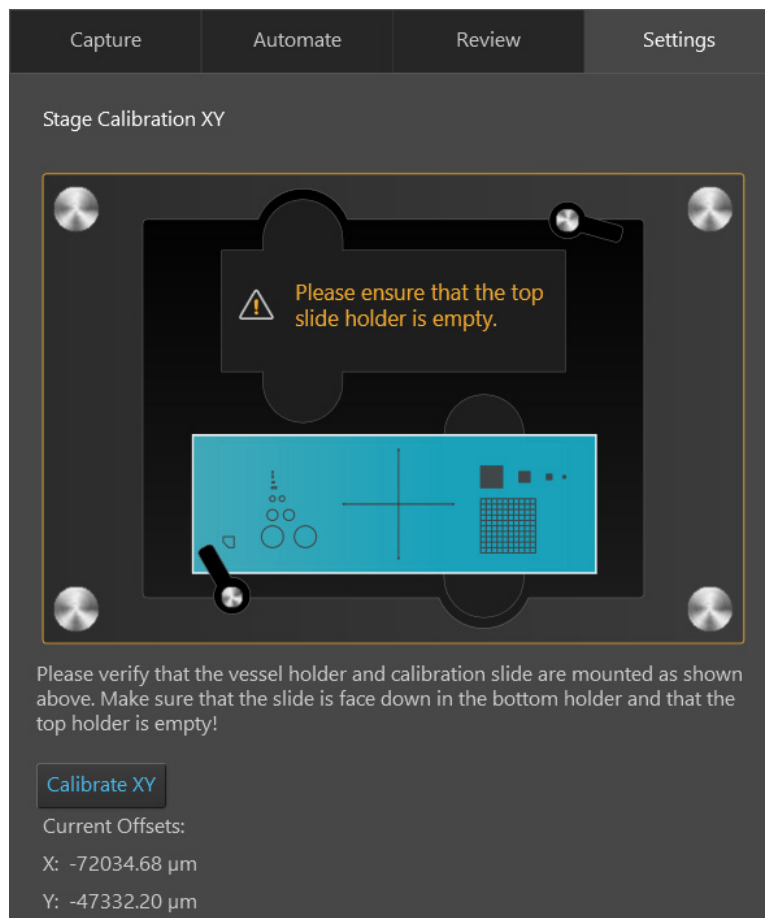 Capture Automate Review Settings
Stage Calibration XY
Please ensure that the top
slide holder is empty.
Please verify that the vessel holder and calibration slide are mounted as shown
above. Make sure that the slide is face down in the bottom holder and that the
top holder is empty!
Calibrate XY
Current Offsets:
X: -72034.68 µm
Y: -47332.20 µm